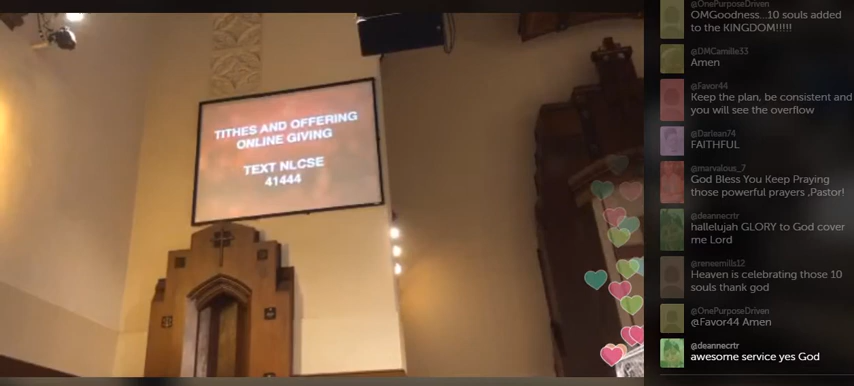 TITHES AND OFFERING
ONLINE GIVING
TEXT NLCSE
41444
@OnePurposeDriven
OMGoodness...10 souls added
to the KINGDOM!!!!!
@DMCamille33
Amen
@Favor44
Keep the plan, be consistent and
you will see the overflow
@Dariean74
FAITHFUL
@marvalous_7
God Bless You Keep Praying
those powerful prayers ,Pastor!
@deannecrtr
hallelujah GLORY to God cover
me Lord
@reneemills12
Heaven is celebrating those 10
souls thank god
@OnePurposeDriven
@Favor44 Amen
@deannecrtr
awesome service yes God